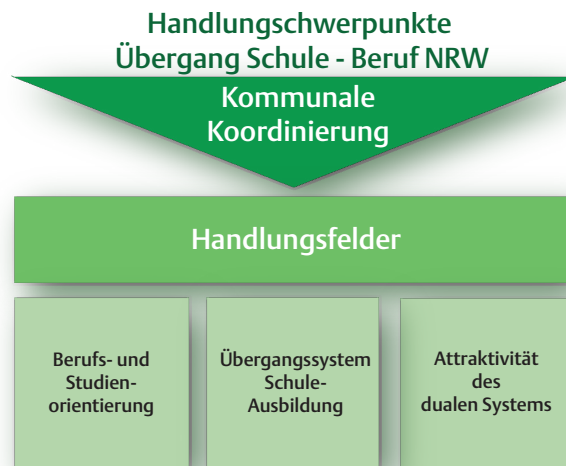 Handlungschwerpunkte
Übergang Schule - Beruf NRW
Kommunale
Koordinierung
Handlungsfelder
Berufs- und
Studien-
orientierung
Übergangssystem
Schule-
Ausbildung
Attraktivität
des
dualen Systems